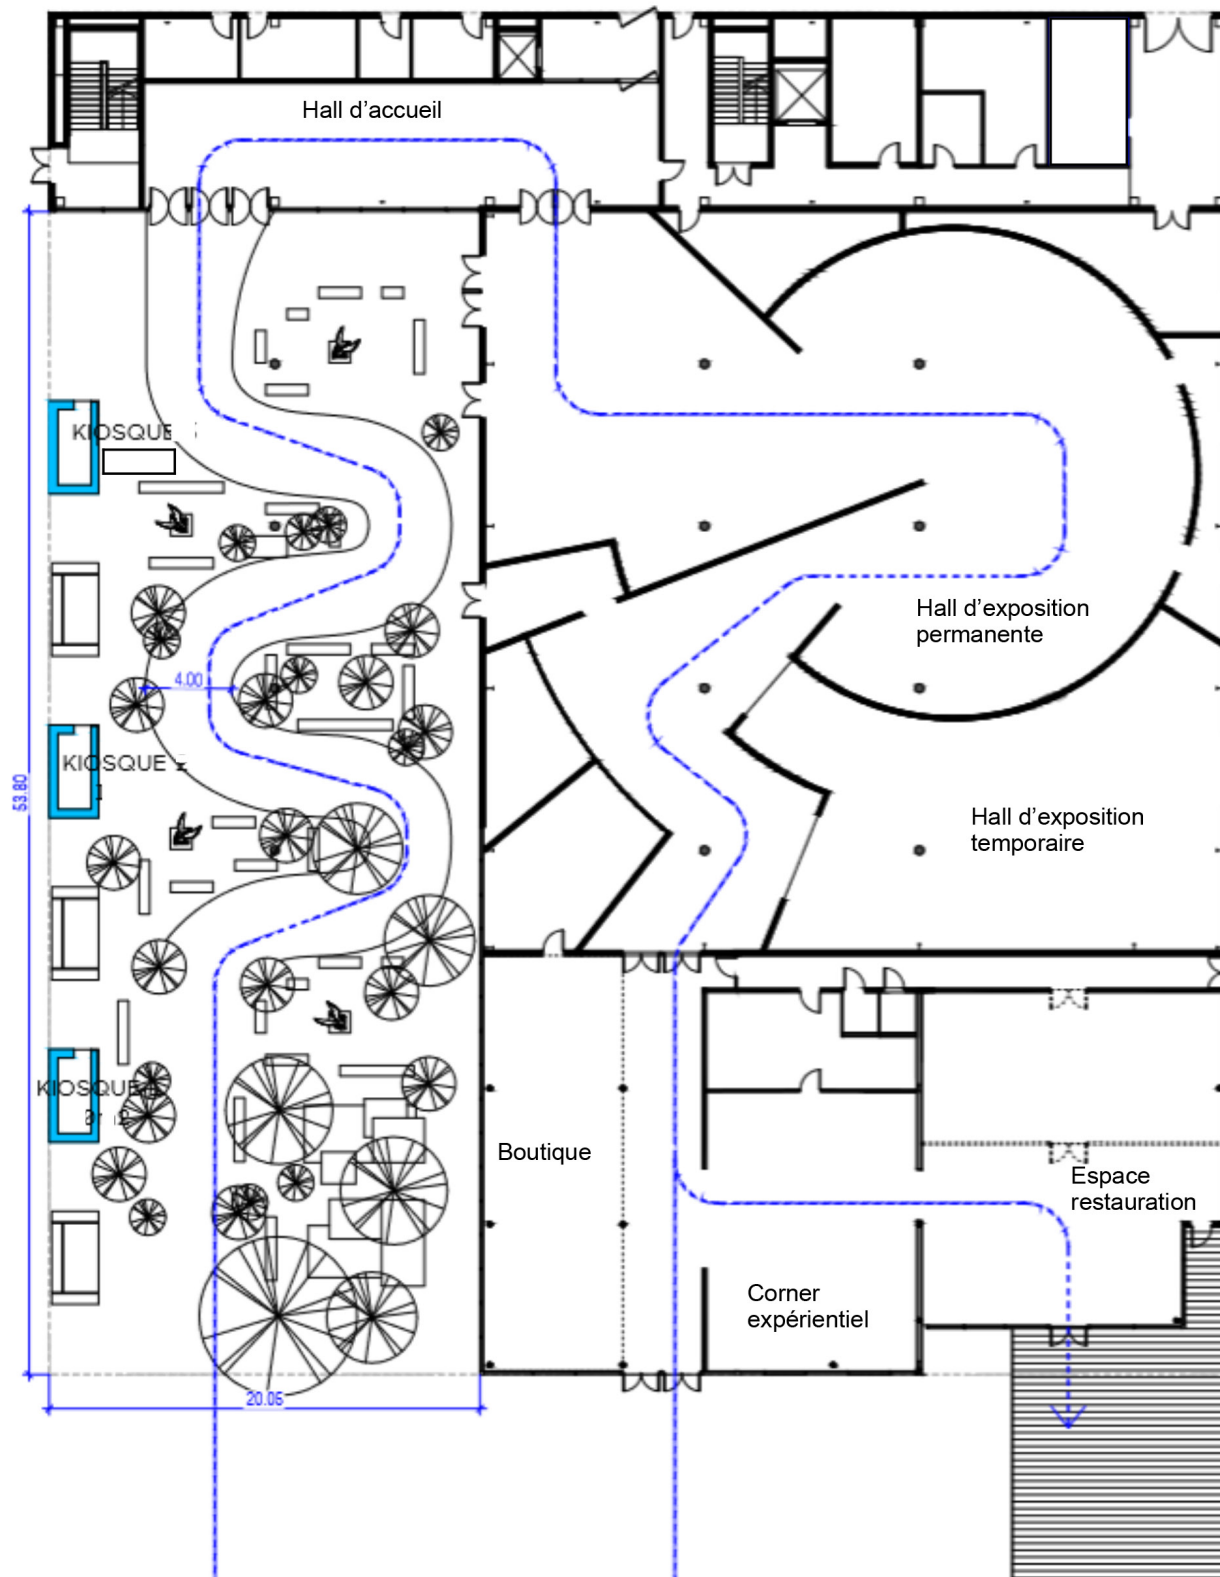 Hall d’accueil
KIOSQUE
Hall d’exposition
permanente
4.00
KIOSQUE
53.80
Hall d’exposition
temporaire
KIOSQUE
Boutique
Espace
restauration
Corner
expérientiel
20.05